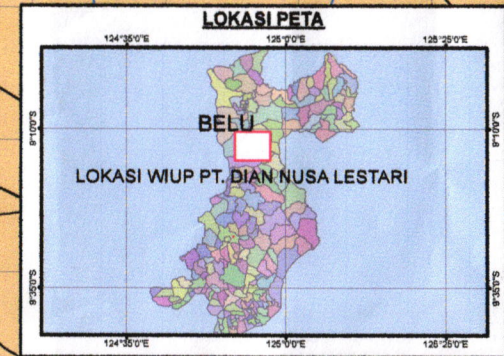 LOKASI PETA
124°35'0"E 125°0'0"E 125°25'0"E
9°10'0"S 9°10'0"S
BELU
LOKASI WIUP PT. DIAN NUSA LESTARI
9°35'0"S 9°35'0"S
124°35'0"E 125°0'0"E 125°25'0"E